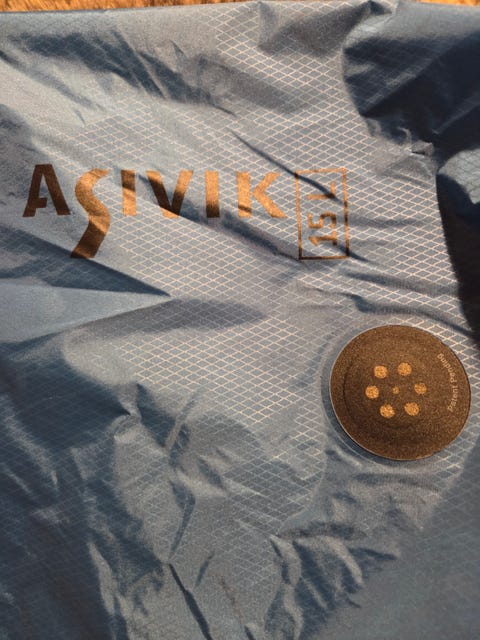 ASIVIK
15 L
Patent Pending